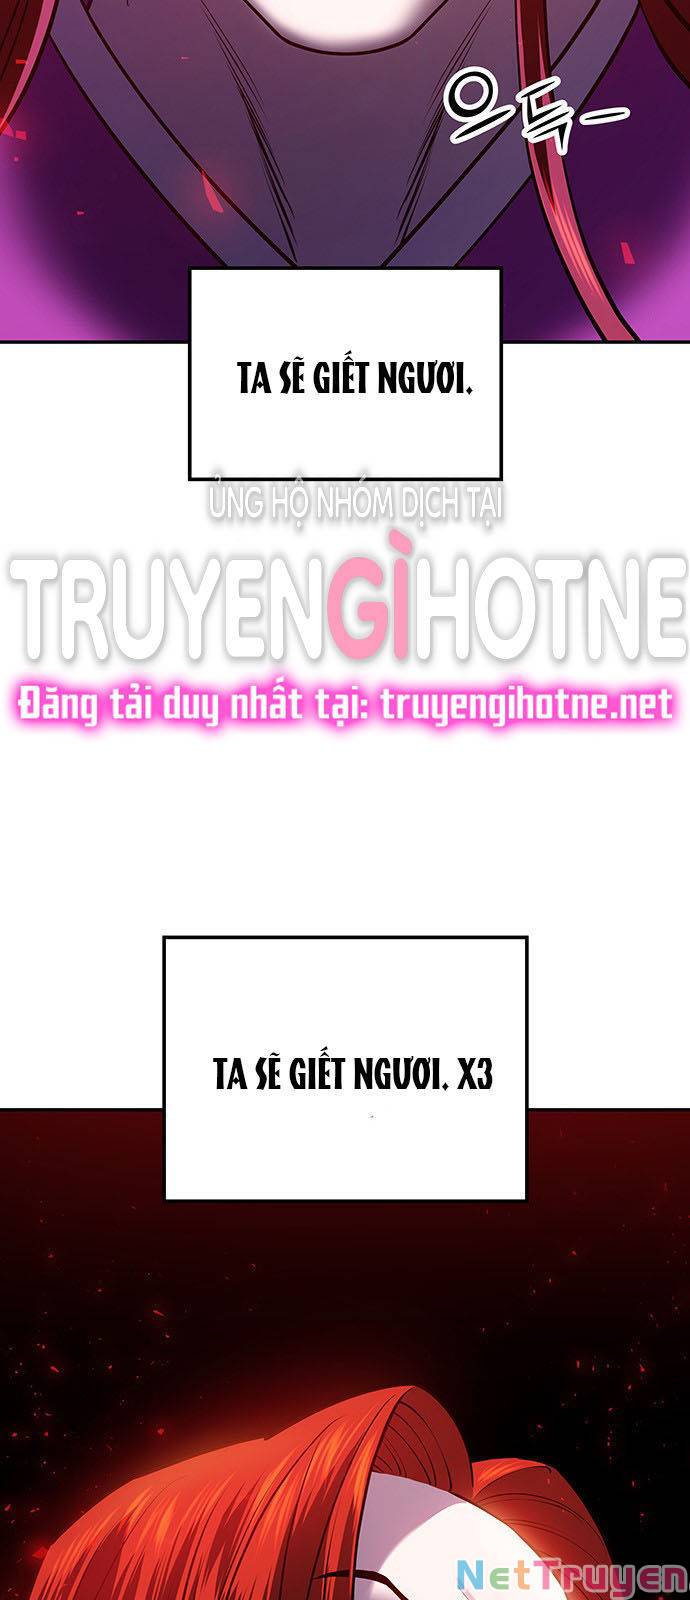 으득-
TA SẼ GIẾT NGƯƠI.
ỦNG HỘ NHÓM DỊCH TẠI
TRUYENGÌHOTNE
Đăng tải duy nhất tại: truyengihotne.net
TA SẼ GIẾT NGƯƠI. X3
NetTruyen